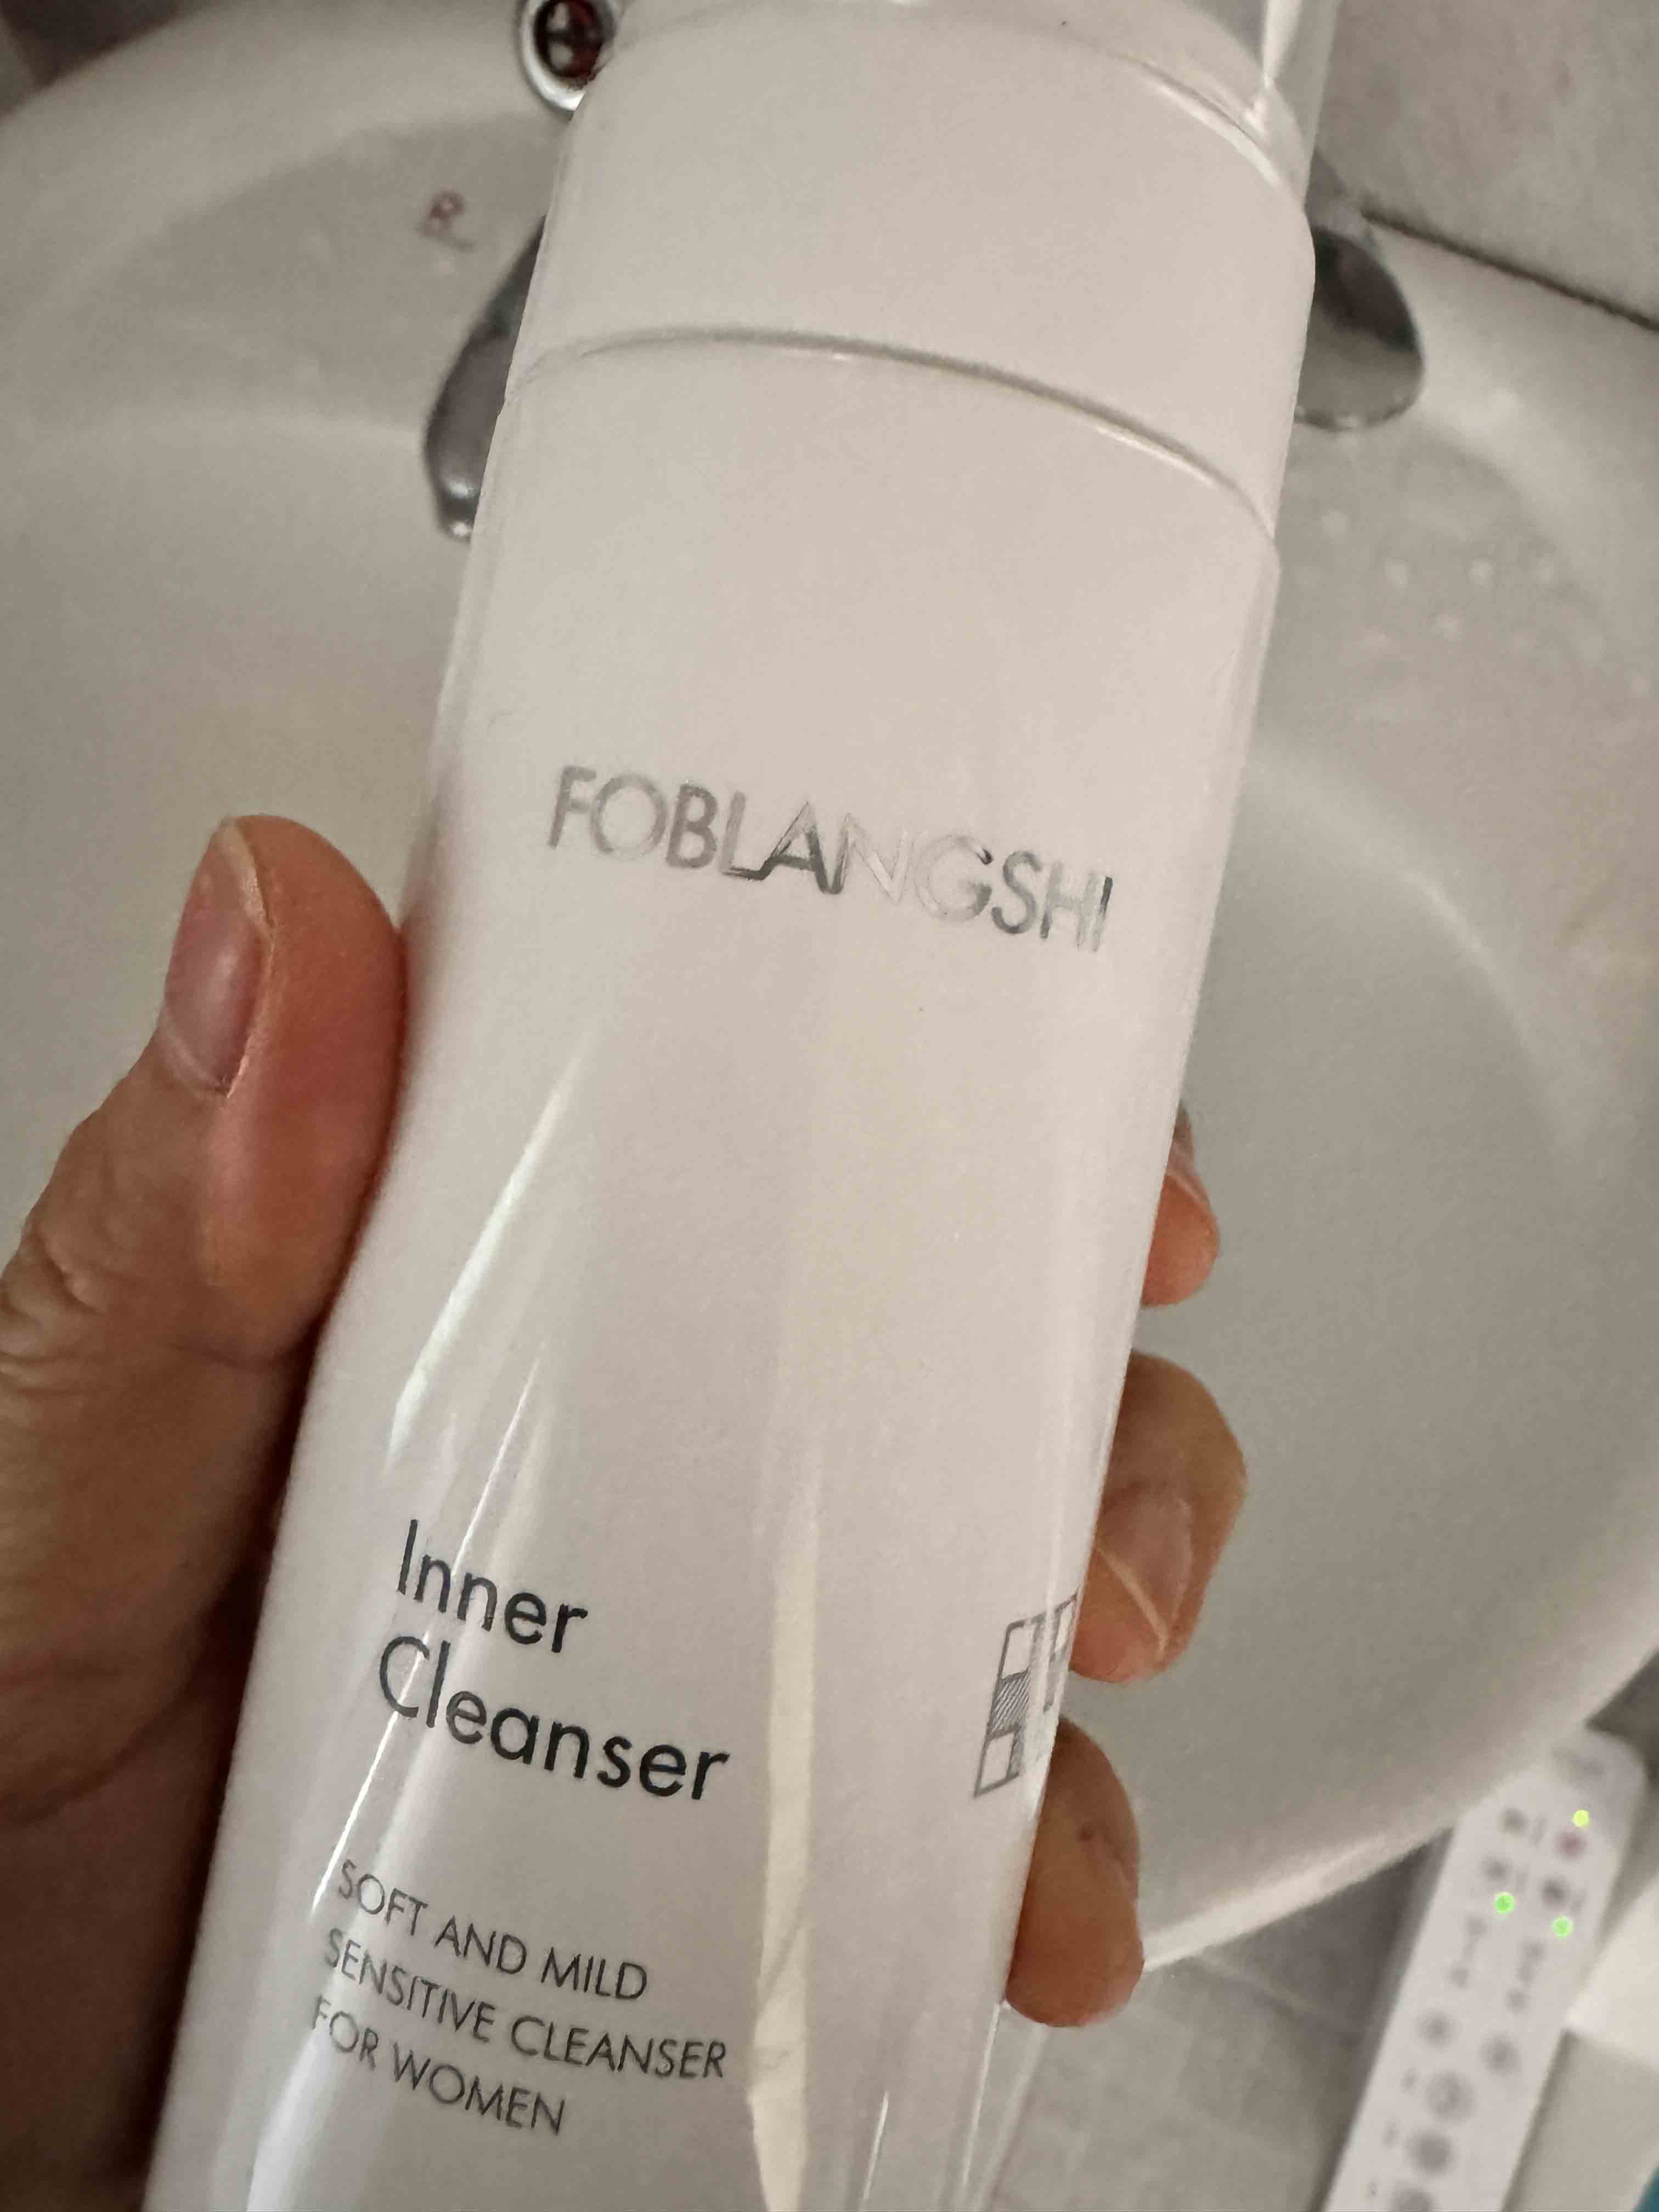 FOBLANGSHI
Inner
Cleanser
SOFT AND MILD
SENSITIVE CLEANSER
FOR WOMEN